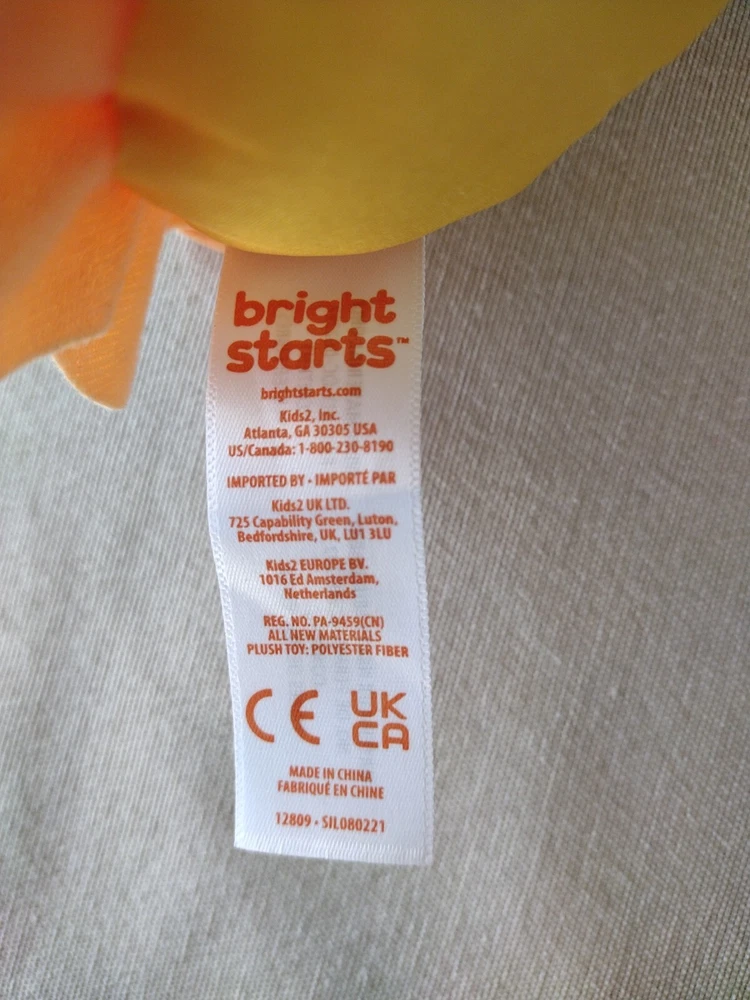 bright
starts™
brightstarts.com
Kids2, Inc.
Atlanta, GA 30305 USA
US/Canada: 1-800-230-8190
IMPORTED BY • IMPORTÉ PAR
Kids2 UK LTD.
725 Capability Green, Luton,
Bedfordshire, UK, LU1 3LU
Kids2 EUROPE BV.
1016 Ed Amsterdam,
Netherlands
REG. NO. PA-9459(CN)
ALL NEW MATERIALS
PLUSH TOY: POLYESTER FIBER
CE UK
CA
MADE IN CHINA
FABRIQUÉ EN CHINE
12809 • SIL080221